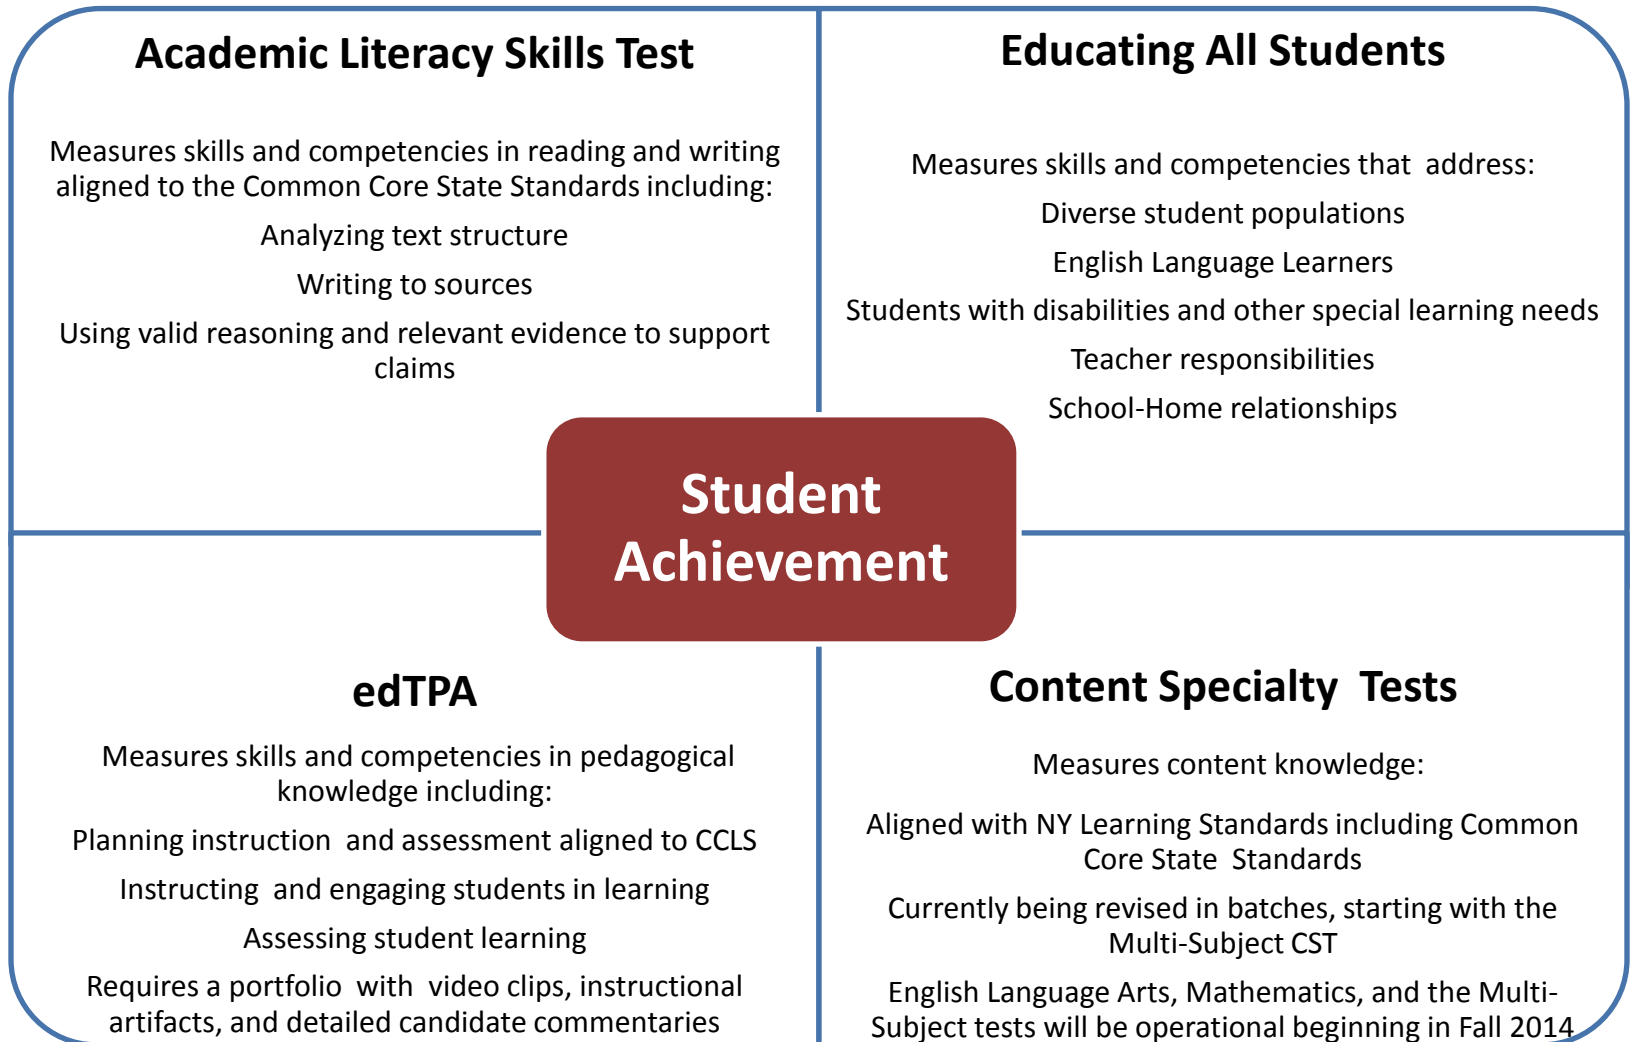 Academic Literacy Skills Test
Measures skills and competencies in reading and writing
aligned to the Common Core State Standards including:
Analyzing text structure
Writing to sources
Using valid reasoning and relevant evidence to support
claims
Educating All Students
Measures skills and competencies that address:
Diverse student populations
English Language Learners
Students with disabilities and other special learning needs
Teacher responsibilities
School-Home relationships
Student
Achievement
edTPA
Measures skills and competencies in pedagogical
knowledge including:
Planning instruction and assessment aligned to CCLS
Instructing and engaging students in learning
Assessing student learning
Requires a portfolio with video clips, instructional
artifacts, and detailed candidate commentaries
Content Specialty Tests
Measures content knowledge:
Aligned with NY Learning Standards including Common
Core State Standards
Currently being revised in batches, starting with the
Multi-Subject CST
English Language Arts, Mathematics, and the Multi-
Subject tests will be operational beginning in Fall 2014